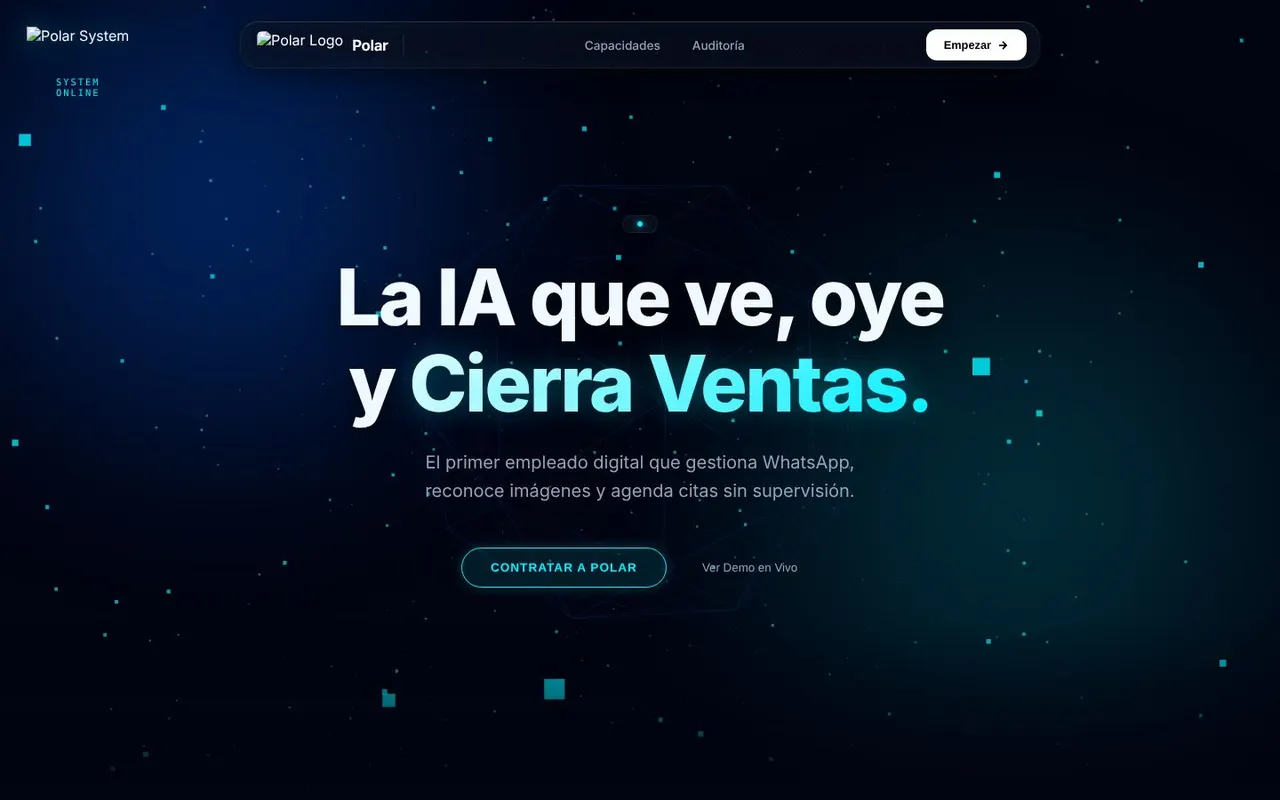 Polar System
SYSTEM
ONLINE
Polar Logo
Polar
Capacidades
Auditoría
Empezar →
La IA que ve, oye
y Cierra Ventas.
El primer empleado digital que gestiona WhatsApp,
reconoce imágenes y agenda citas sin supervisión.
CONTRATAR A POLAR
Ver Demo en Vivo